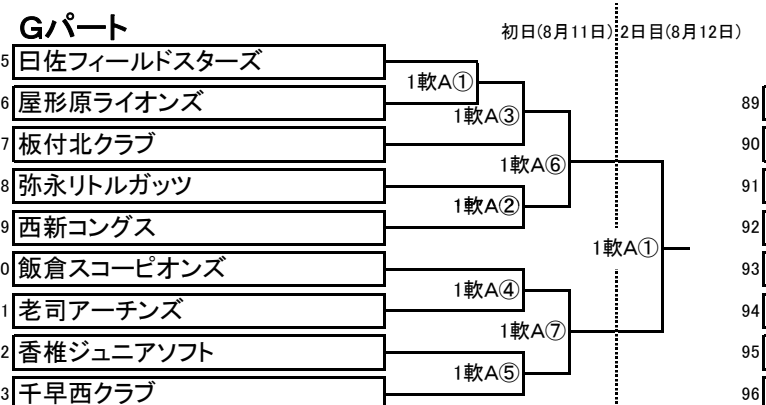 Gパート
初日(8月11日) 2日目(8月12日)
5 曰佐フィールドスターズ
1軟A①
6 屋形原ライオンズ
89
1軟A③
7 板付北クラブ
90
1軟A⑥
8 弥永リトルガッツ
91
1軟A②
9 西新コングス
92
1軟A①
0 飯倉スコーピオンズ
93
1軟A④
1 老司アーチンズ
94
1軟A⑦
2 香椎ジュニアソフト
95
1軟A⑤
3 千早西クラブ
96